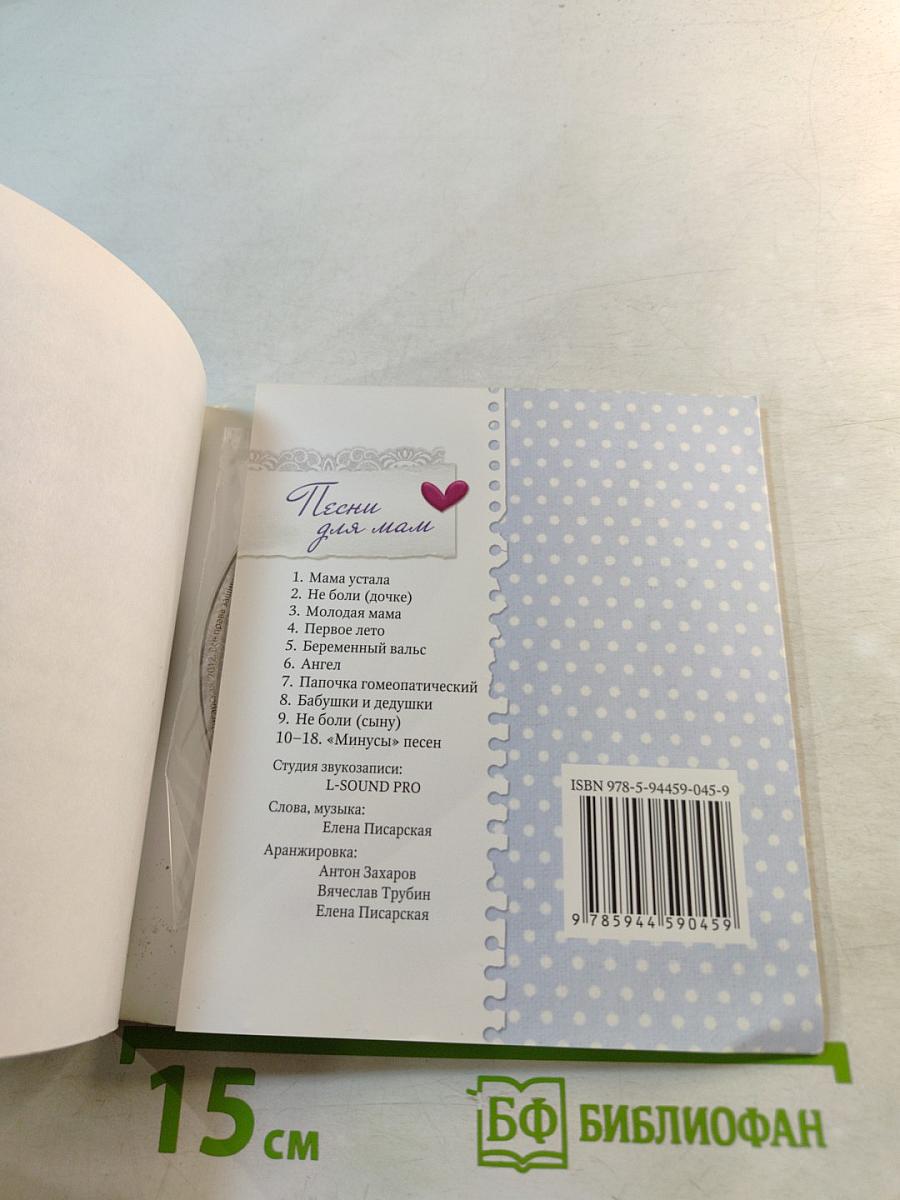 Песни
для мам
1. Мама устала
2. Не боли (дочке)
3. Молодая мама
4. Первое лето
5. Беременный вальс
6. Ангел
7. Папочка гомеопатический
8. Бабушки и дедушки
9. Не боли (сыну)
10–18. «Минусы» песен
Студия звукозаписи:
L-SOUND PRO
Слова, музыка:
Елена Писарская
Аранжировка:
Антон Захаров
Вячеслав Трубин
Елена Писарская
ISBN 978-5-94459-045-9
9 785944 590459
15 см
БФ БИБЛИОФАН